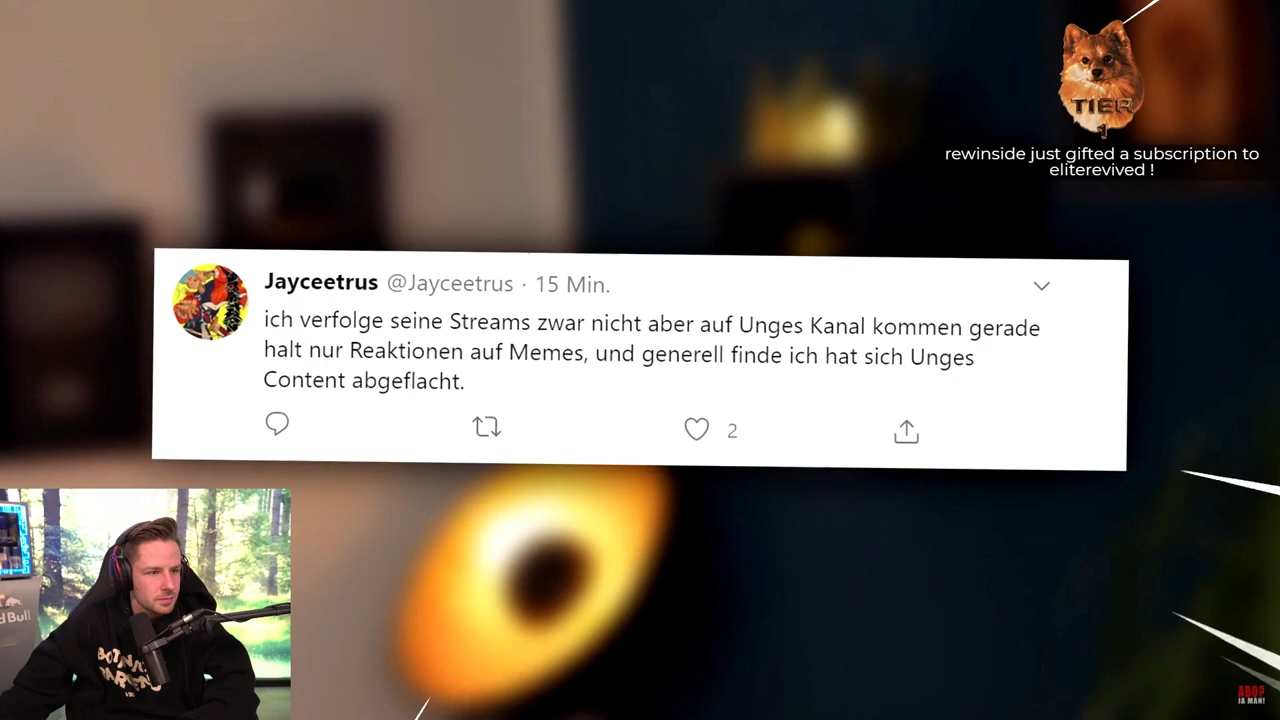 TIER
1
rewinside just gifted a subscription to
eliterevived !
Jayceetrus @Jayceetrus · 15 Min.
ich verfolge seine Streams zwar nicht aber auf Unges Kanal kommen gerade
halt nur Reaktionen auf Memes, und generell finde ich hat sich Unges
Content abgeflacht.
2
d Bull
ABO?
JA MAN!